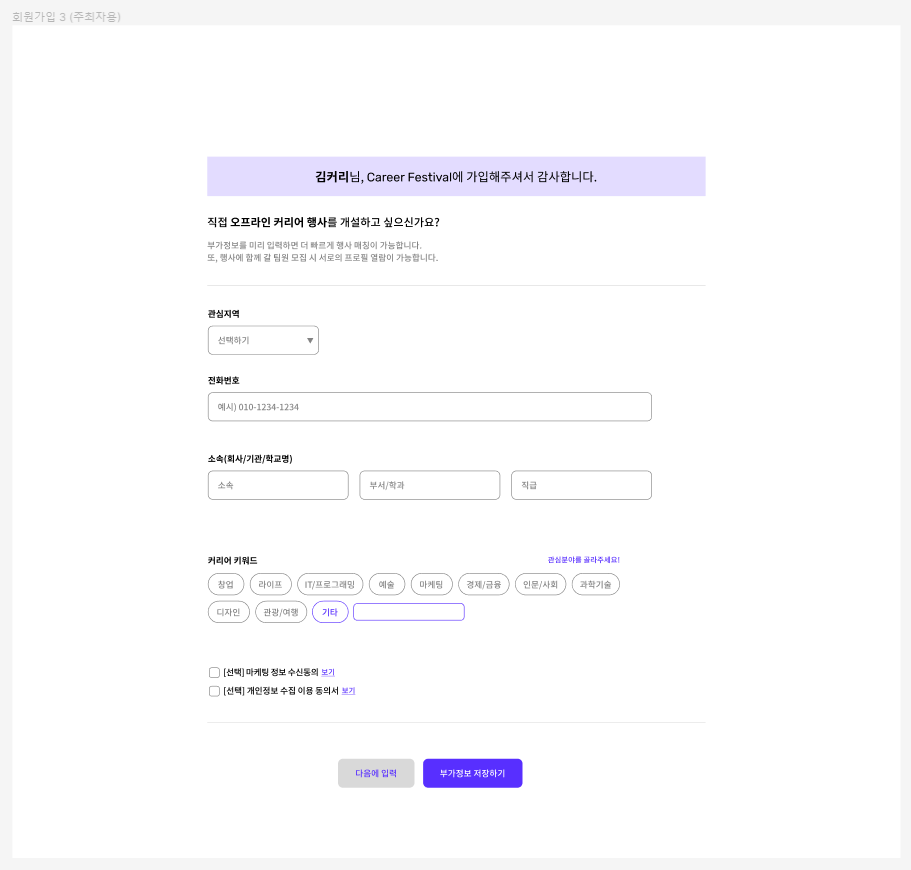 회원가입 3 (주최자용)
김커리님, Career Festival에 가입해주셔서 감사합니다.
직접 오프라인 커리어 행사를 개설하고 싶으신가요?
부가정보를 미리 입력하면 더 빠르게 행사 매칭이 가능합니다.
또, 행사에 함께 갈 팀원 모집 시 서로의 프로필 열람이 가능합니다.
관심지역
선택하기
전화번호
예시) 010-1234-1234
소속(회사/기관/학교명)
소속 부서/학과 직급
커리어 키워드 관심분야를 골라주세요!
창업 라이프 IT/프로그래밍 예술 마케팅 경제/금융 인문/사회 과학기술
디자인 관광/여행 기타
[선택] 마케팅 정보 수신동의 보기
[선택] 개인정보 수집 이용 동의서 보기
다음에 입력 부가정보 저장하기